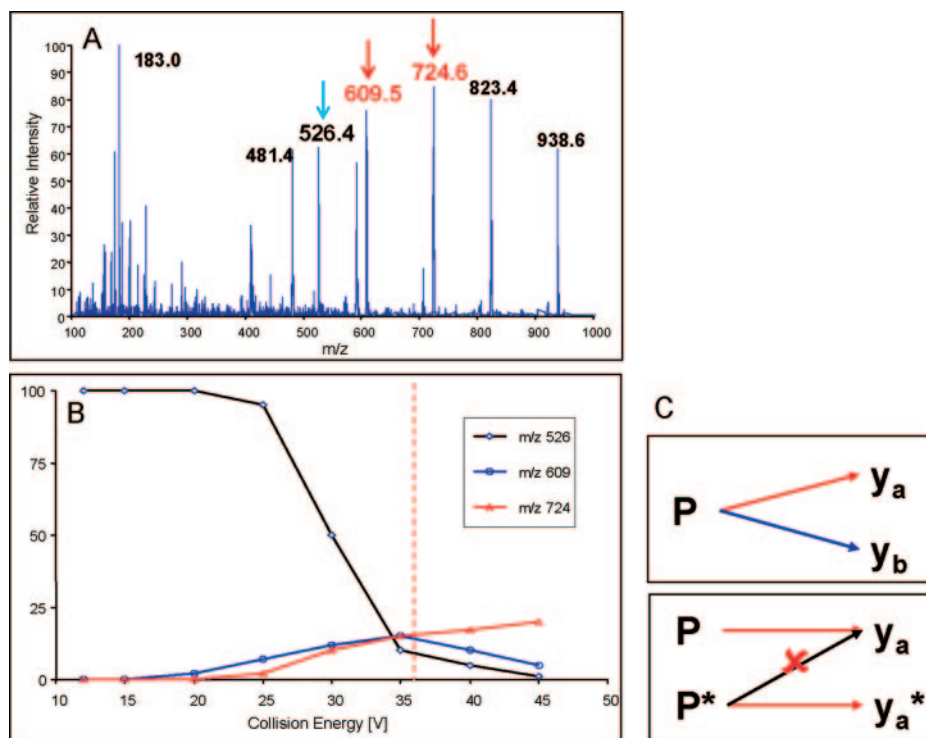 A
Relative Intensity
100
90
80
70
60
50
40
30
20
10
0
183.0
481.4
526.4
609.5
724.6
823.4
938.6
100 200 300 400 500 600 700 800 900 1000
m/z
B
100
75
50
25
0
m/z 526
m/z 609
m/z 724
10 15 20 25 30 35 40 45 50
Collision Energy [V]
C
P
ya
yb
P
ya
P*
ya*